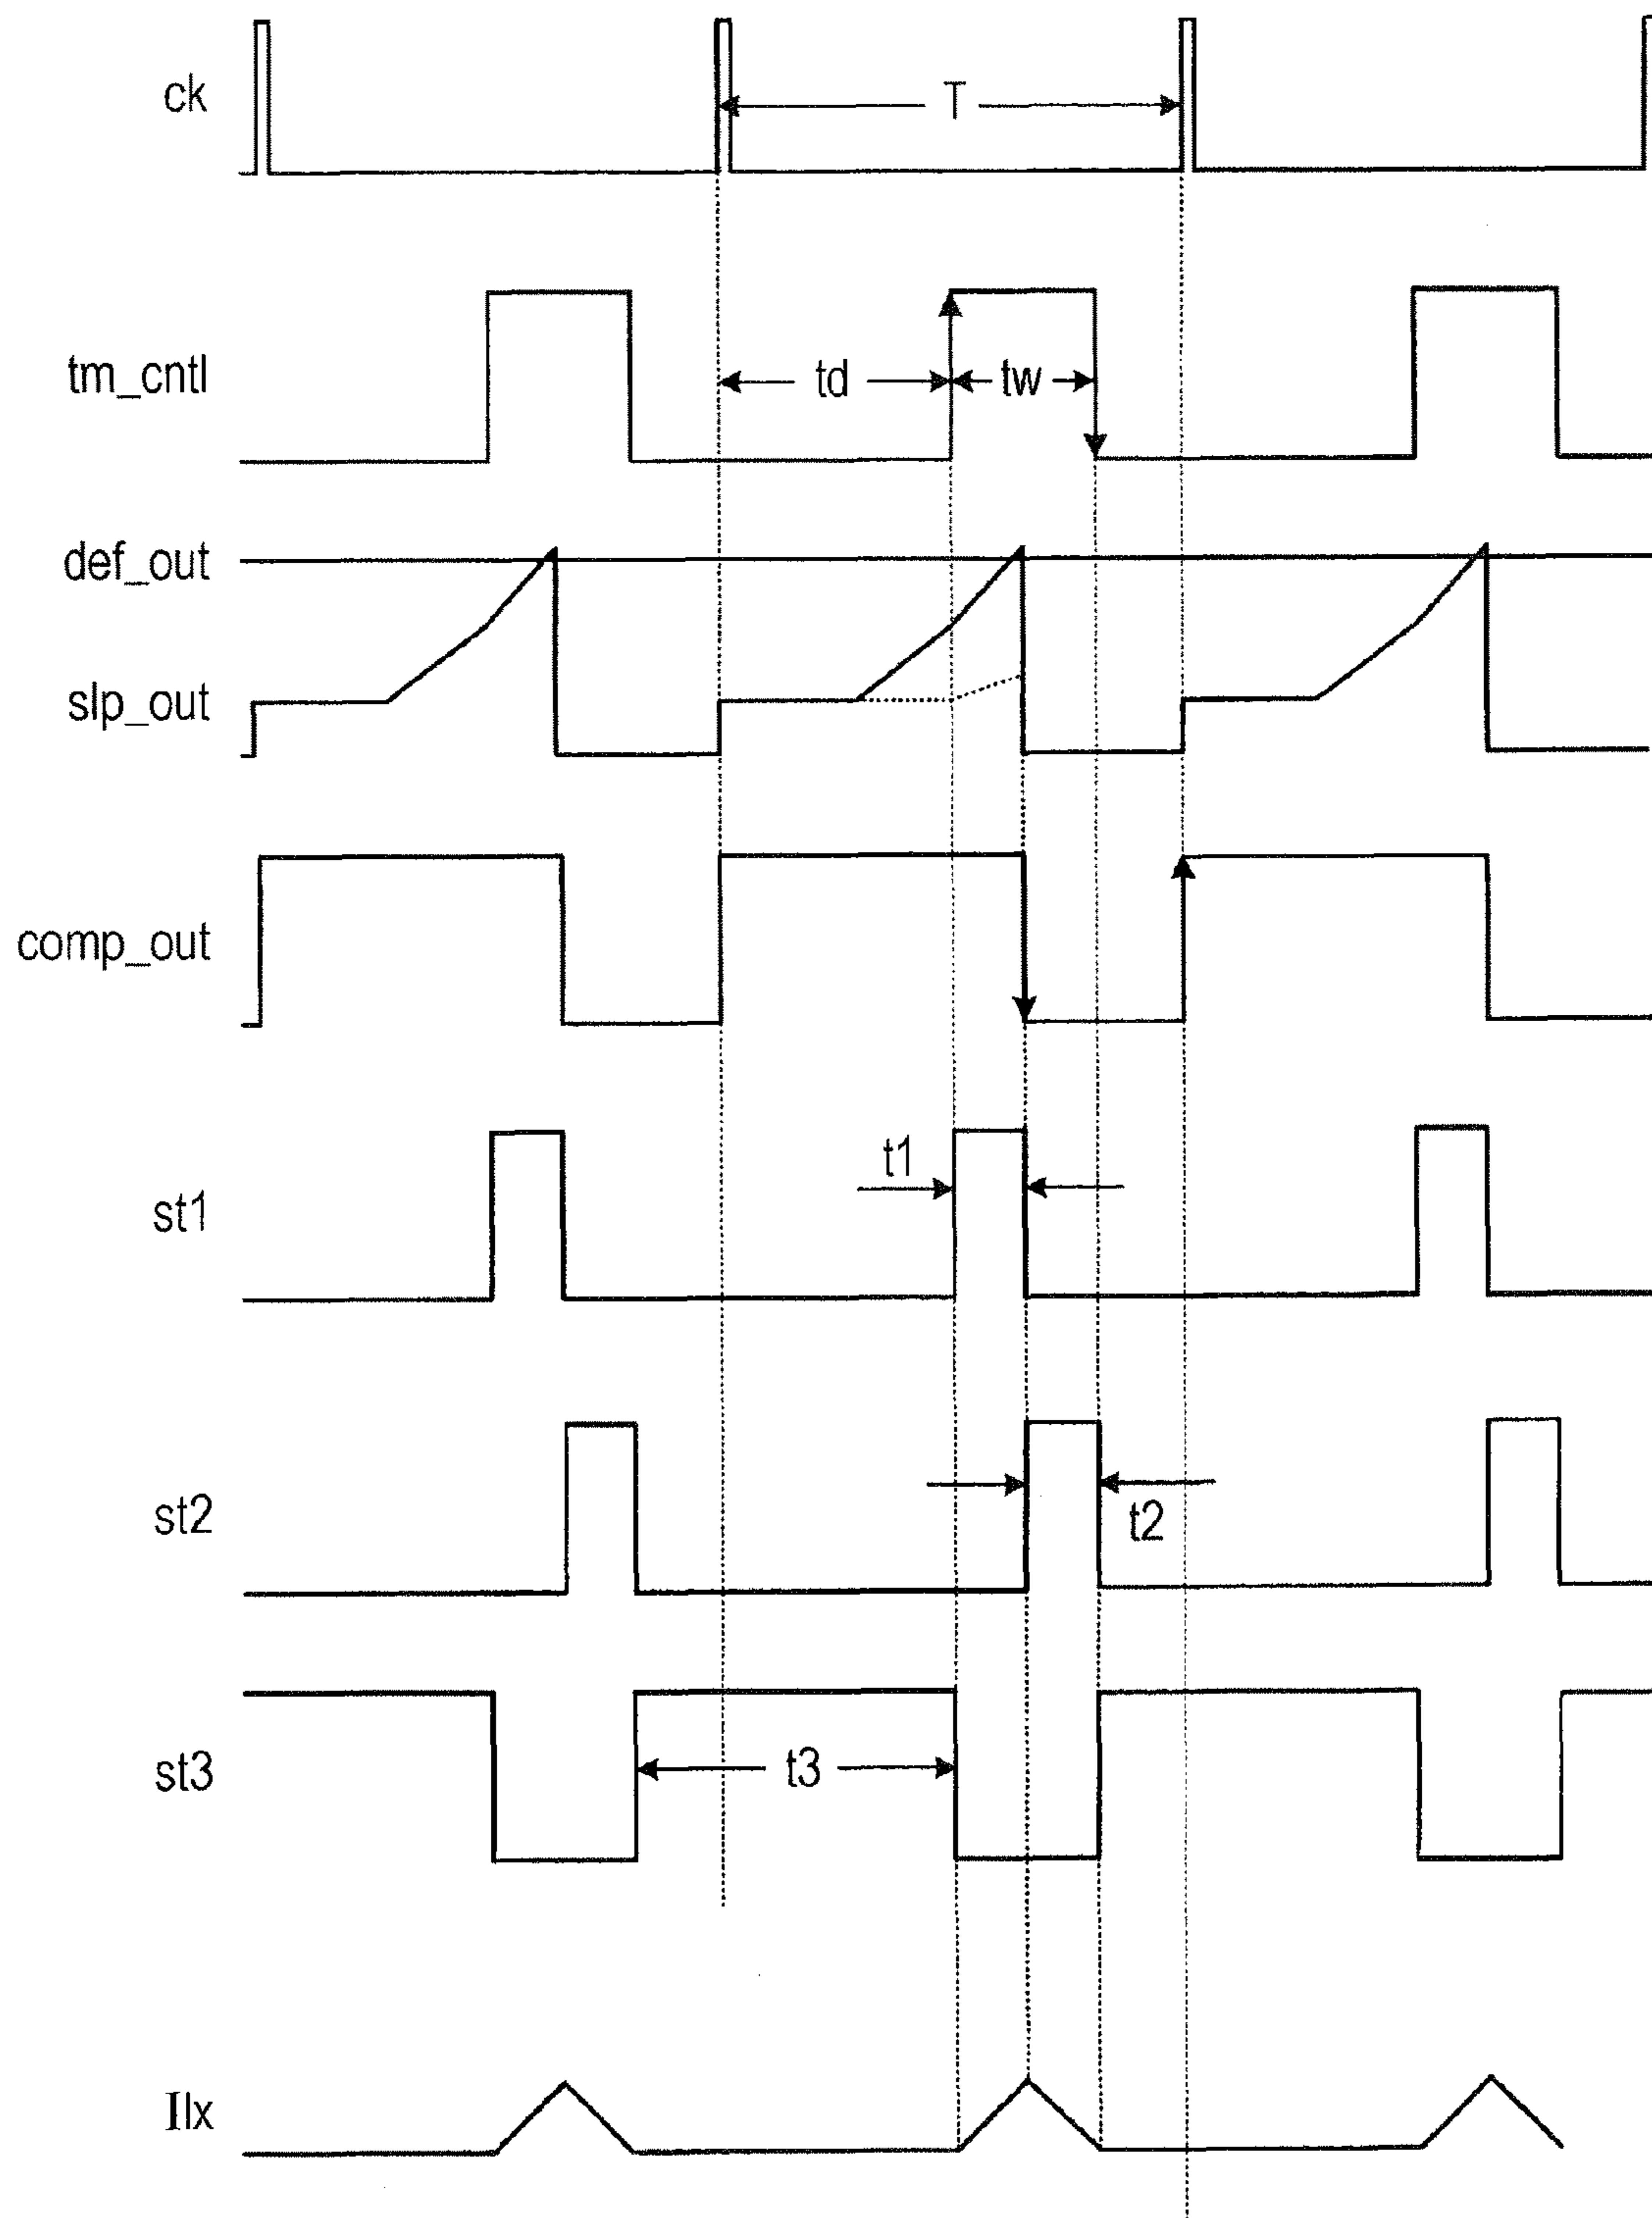 ck
T
tm_cntl
td
tw
def_out
slp_out
comp_out
t1
st1
st2
t2
st3
t3
Ilx